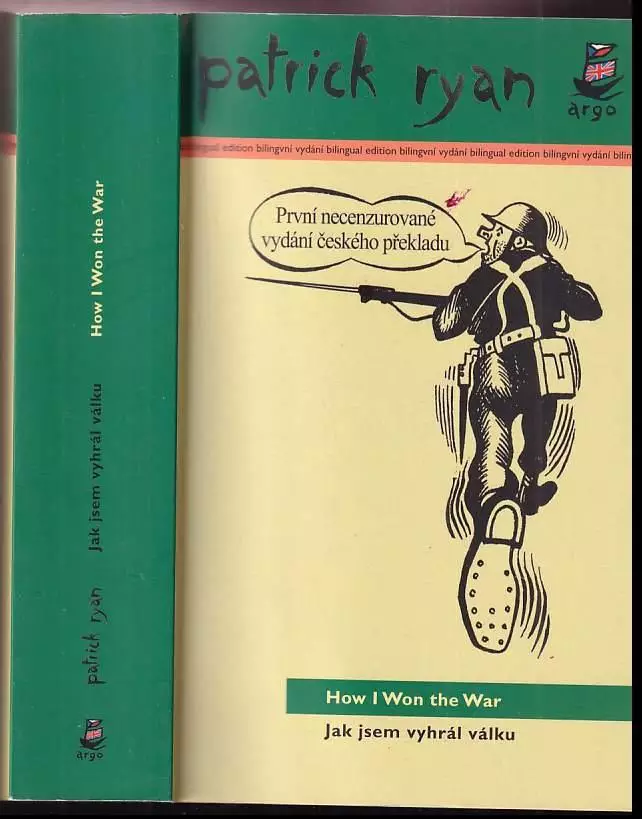 patrick ryan
argo
bilingual edition bilingvní vydání bilingual edition bilingvní vydání bilingual edition bilingvní vydání bilin
První necenzurované
vydání českého překladu
How I Won the War
Jak jsem vyhrál válku
How I Won the War
Jak jsem vyhrál válku
patrick ryan
argo